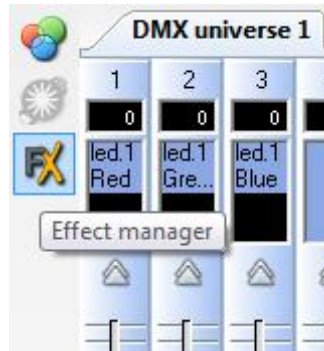 DMX universe 1
1 2 3
0 0 0
led.1 led.1 led.1
Red Gre... Blue
FX
Effect manager